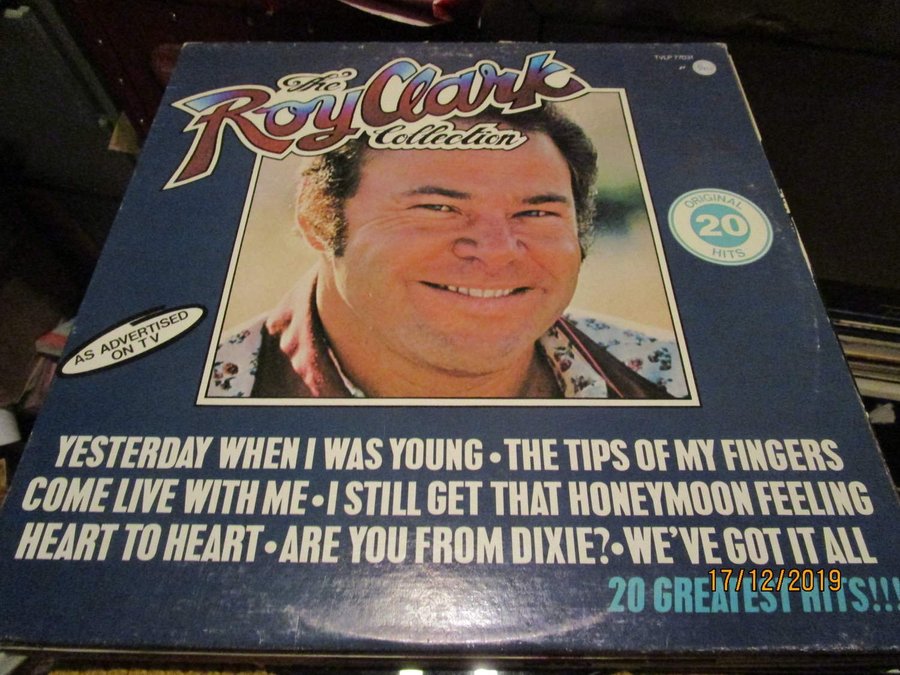 TVLP 77031
The
Roy Clark
Collection
ORIGINAL
20
HITS
AS ADVERTISED
ON TV
YESTERDAY WHEN I WAS YOUNG • THE TIPS OF MY FINGERS
COME LIVE WITH ME • I STILL GET THAT HONEYMOON FEELING
HEART TO HEART • ARE YOU FROM DIXIE? • WE'VE GOT IT ALL
20 GREATEST HITS!!!
17/12/2019